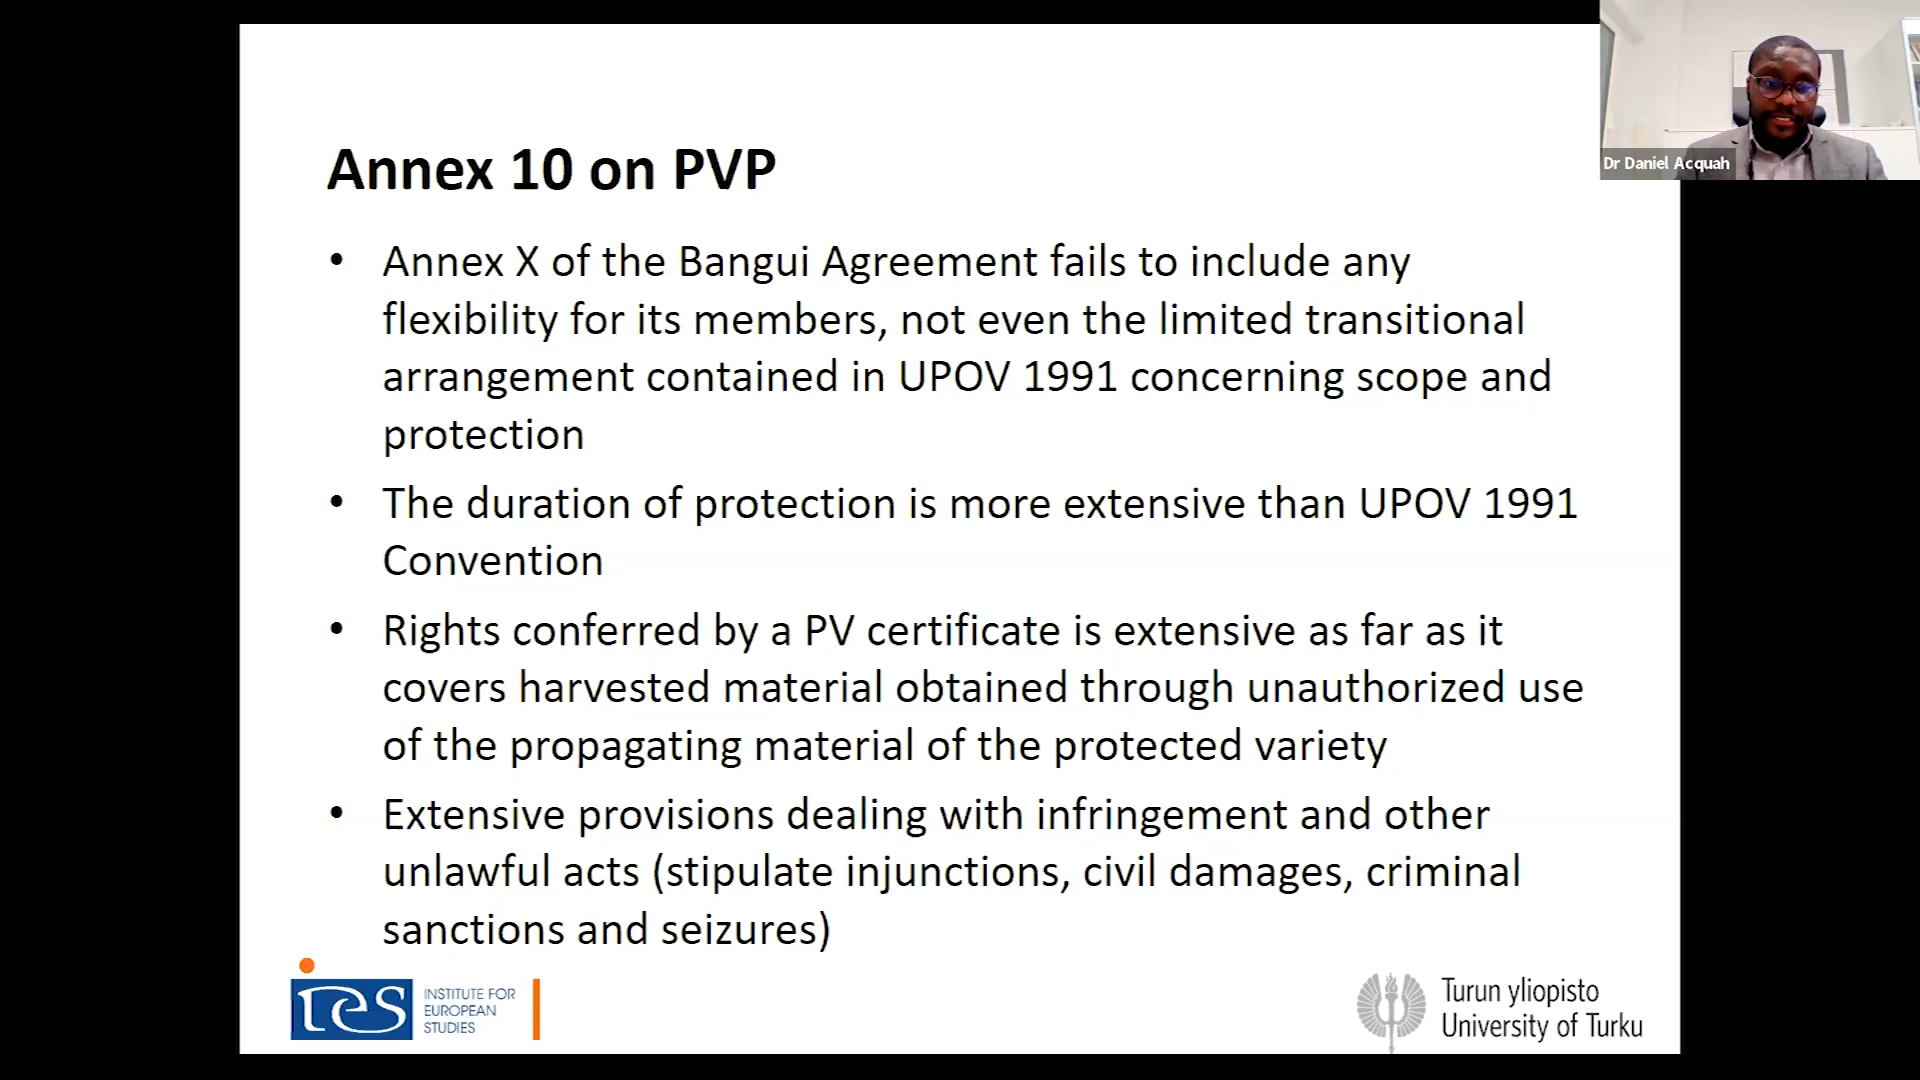 Dr Daniel Acquah
Annex 10 on PVP
• Annex X of the Bangui Agreement fails to include any
flexibility for its members, not even the limited transitional
arrangement contained in UPOV 1991 concerning scope and
protection
• The duration of protection is more extensive than UPOV 1991
Convention
• Rights conferred by a PV certificate is extensive as far as it
covers harvested material obtained through unauthorized use
of the propagating material of the protected variety
• Extensive provisions dealing with infringement and other
unlawful acts (stipulate injunctions, civil damages, criminal
sanctions and seizures)
ies
INSTITUTE FOR
EUROPEAN
STUDIES
Turun yliopisto
University of Turku